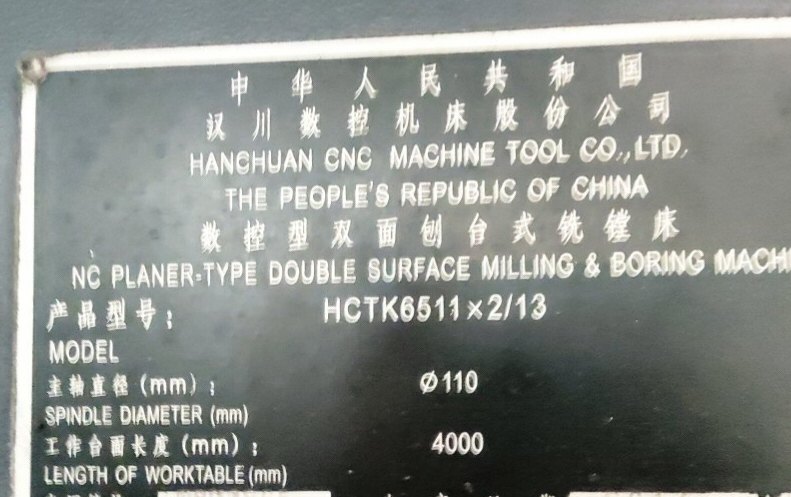 中华人民共和国
汉川数控机床股份公司
HANCHUAN CNC MACHINE TOOL CO.,LTD.
THE PEOPLE'S REPUBLIC OF CHINA
数控型双面刨台式铣镗床
NC PLANER-TYPE DOUBLE SURFACE MILLING & BORING MACHI
产品型号: HCTK6511×2/13
MODEL
主轴直径(mm): Ø110
SPINDLE DIAMETER (mm)
工作台面长度(mm): 4000
LENGTH OF WORKTABLE (mm)